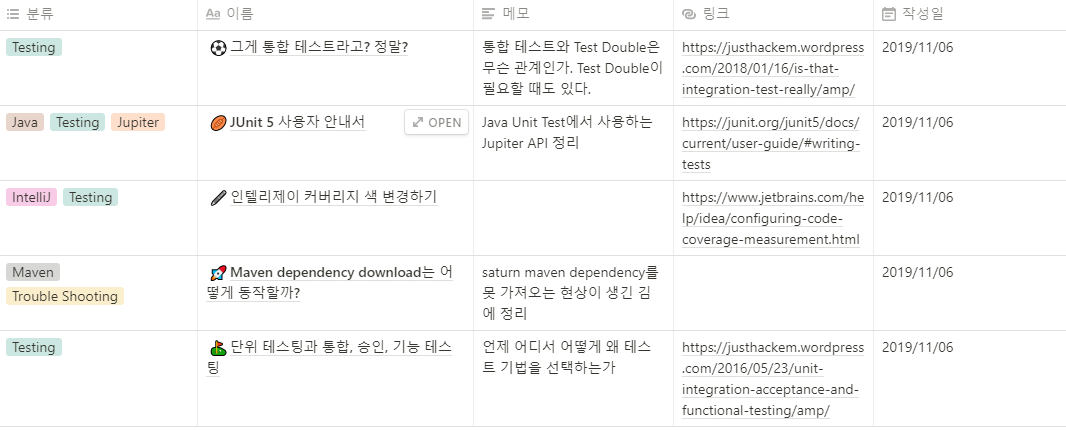 분류
이름
메모
링크
작성일
Testing
그게 통합 테스트라고? 정말?
통합 테스트와 Test Double은
무슨 관계인가. Test Double이
필요할 때도 있다.
https://justhackem.wordpress
.com/2018/01/16/is-that-
integration-test-really/amp/
2019/11/06
Java Testing Jupiter
JUnit 5 사용자 안내서
OPEN
Java Unit Test에서 사용하는
Jupiter API 정리
https://junit.org/junit5/docs/
current/user-guide/#writing-
tests
2019/11/06
IntelliJ Testing
인텔리제이 커버리지 색 변경하기
https://www.jetbrains.com/he
lp/idea/configuring-code-
coverage-measurement.html
2019/11/06
Maven
Trouble Shooting
Maven dependency download는 어
떻게 동작할까?
saturn maven dependency를
못 가져오는 현상이 생긴 김
에 정리
2019/11/06
Testing
단위 테스팅과 통합, 승인, 기능 테스
팅
언제 어디서 어떻게 왜 테스
트 기법을 선택하는가
https://justhackem.wordpress
.com/2016/05/23/unit-
integration-acceptance-and-
functional-testing/amp/
2019/11/06